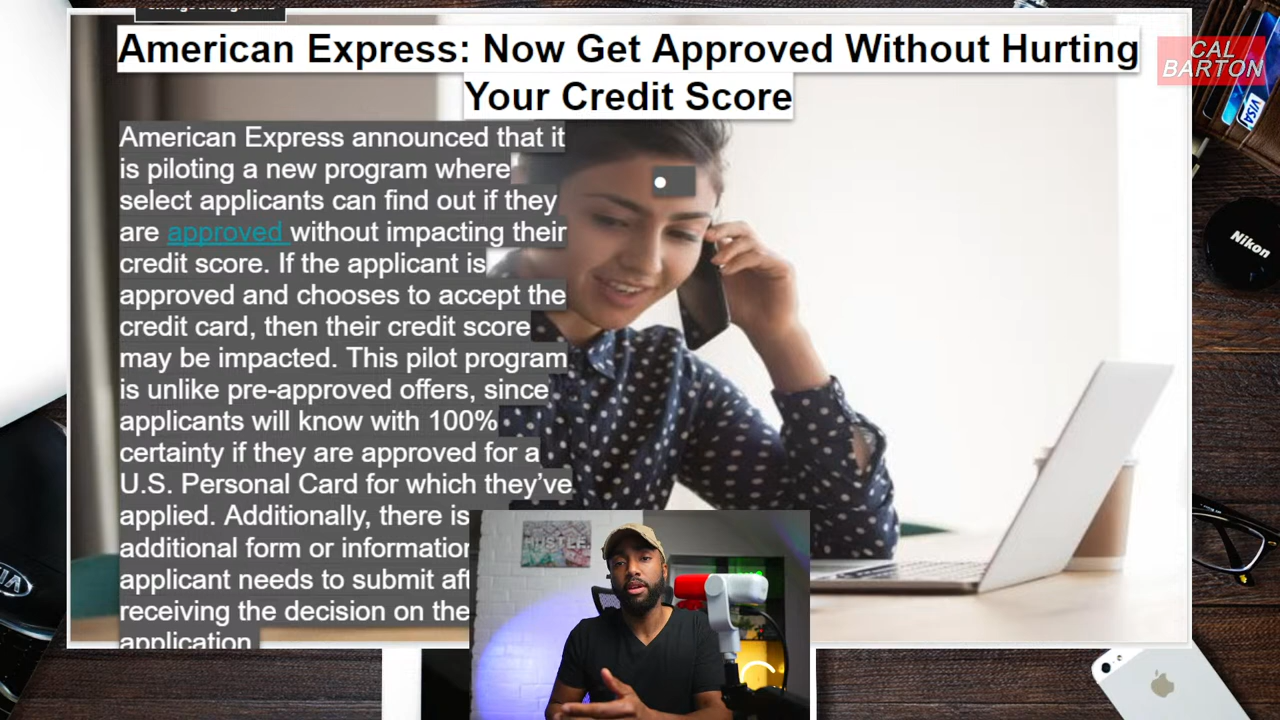 American Express: Now Get Approved Without Hurting
Your Credit Score
CAL
BARTON
American Express announced that it
is piloting a new program where
select applicants can find out if they
are approved without impacting their
credit score. If the applicant is
approved and chooses to accept the
credit card, then their credit score
may be impacted. This pilot program
is unlike pre-approved offers, since
applicants will know with 100%
certainty if they are approved for a
U.S. Personal Card for which they've
applied. Additionally, there is
additional form or information
applicant needs to submit aft
receiving the decision on the
application.
VISA
Nikon
HUSTLE